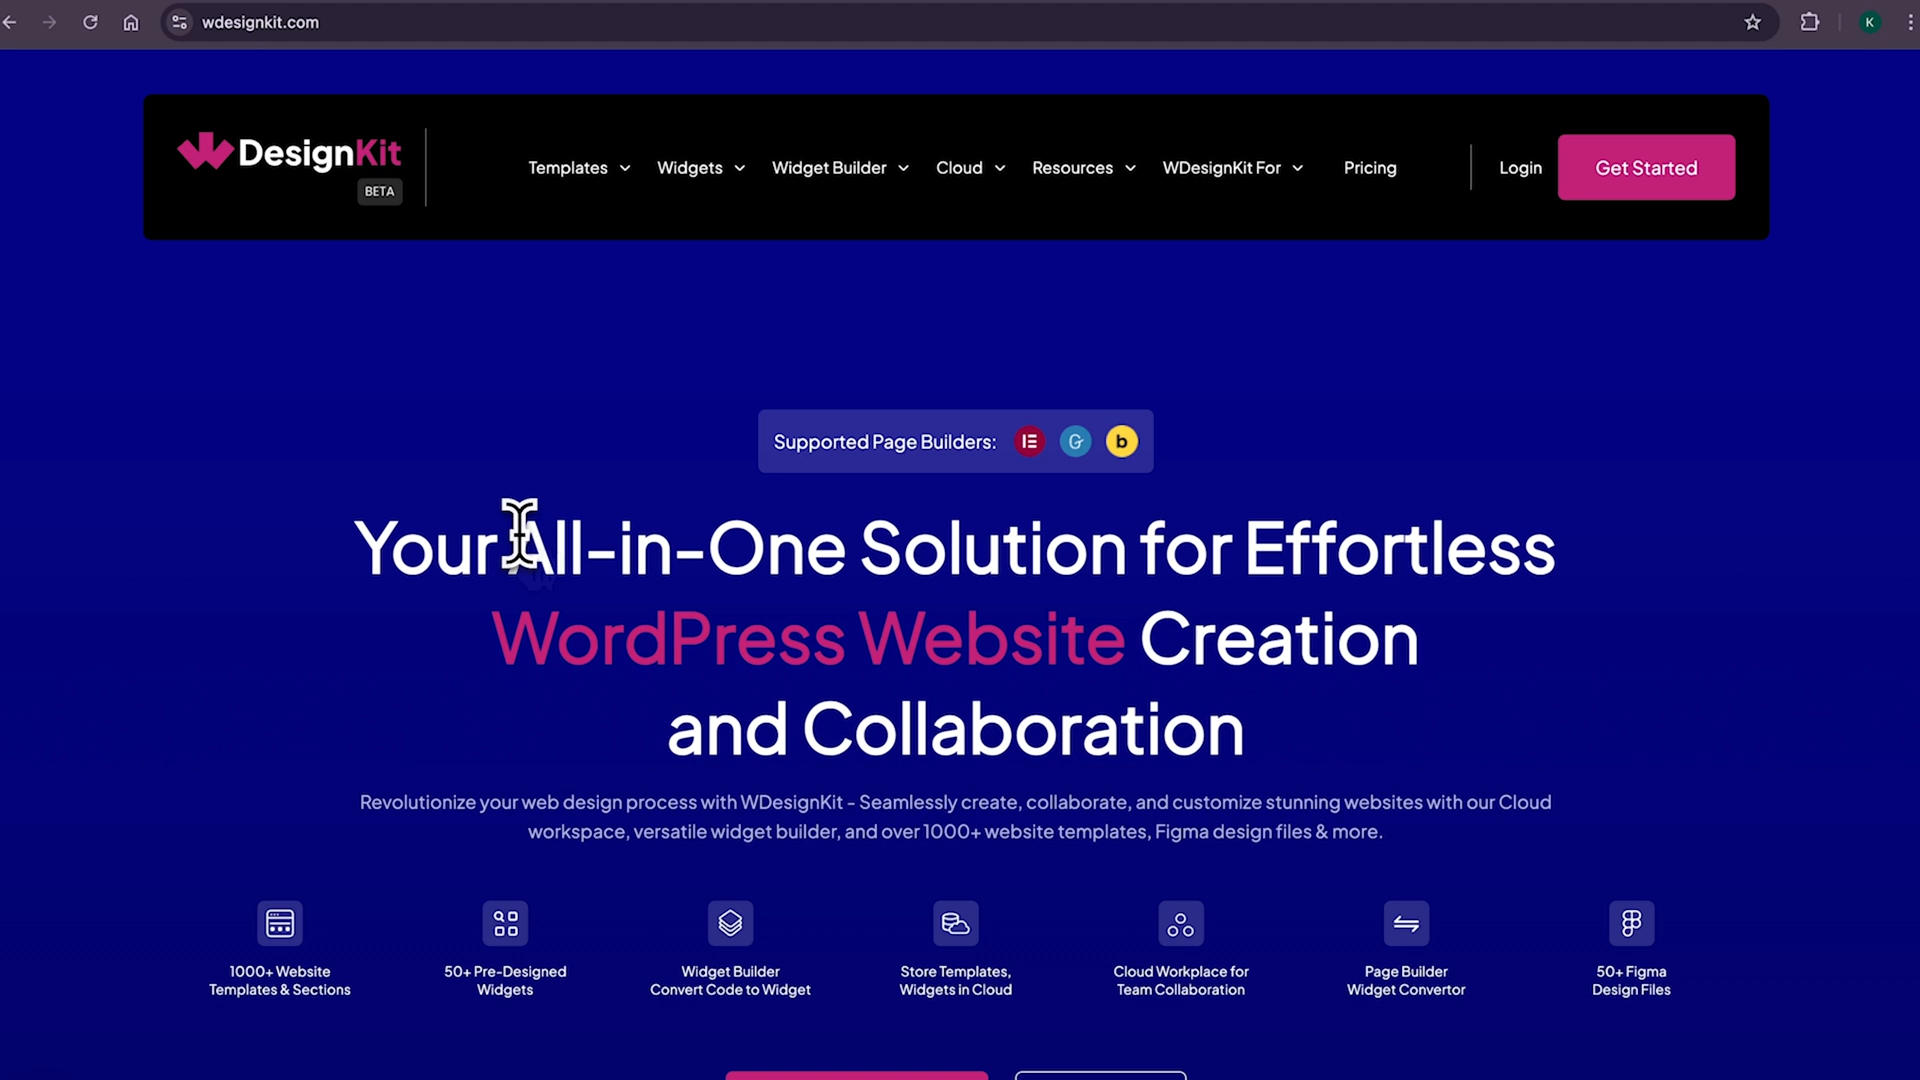 wdesignkit.com
K
DesignKit
BETA
Templates
Widgets
Widget Builder
Cloud
Resources
WDesignKit For
Pricing
Login
Get Started
Supported Page Builders:
b
Your All-in-One Solution for Effortless
WordPress Website Creation
and Collaboration
Revolutionize your web design process with WDesignKit - Seamlessly create, collaborate, and customize stunning websites with our Cloud
workspace, versatile widget builder, and over 1000+ website templates, Figma design files & more.
1000+ Website
Templates & Sections
50+ Pre-Designed
Widgets
Widget Builder
Convert Code to Widget
Store Templates,
Widgets in Cloud
Cloud Workplace for
Team Collaboration
Page Builder
Widget Convertor
50+ Figma
Design Files